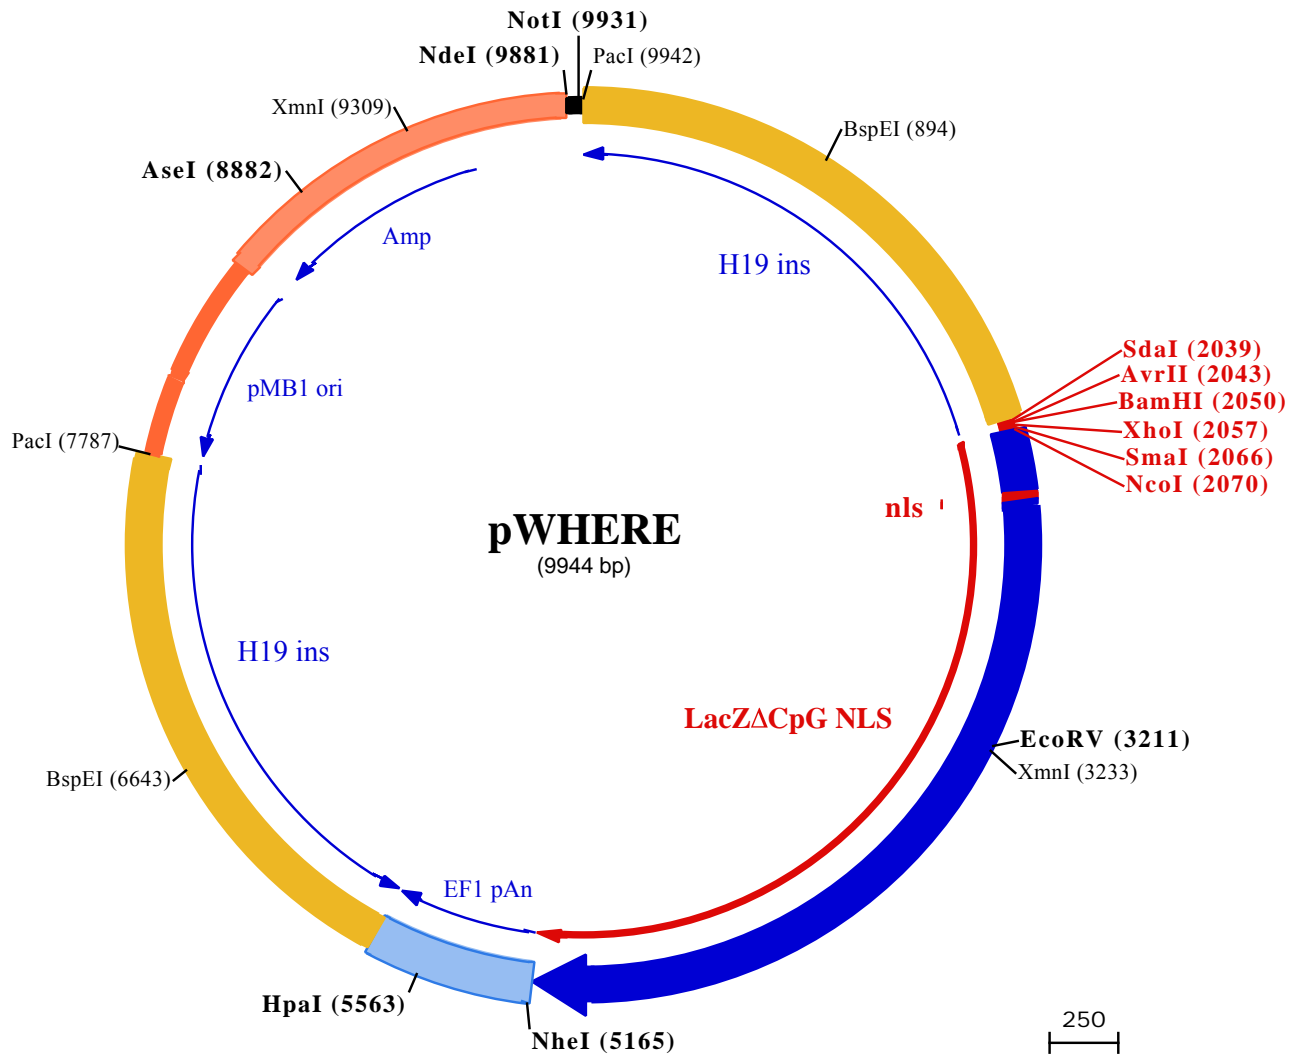 NotI (9931)
NdeI (9881)
PacI (9942)
XmnI (9309)
BspEI (894)
AseI (8882)
Amp
H19 ins
SdaI (2039)
AvrII (2043)
BamHI (2050)
XhoI (2057)
SmaI (2066)
NcoI (2070)
pMB1 ori
PacI (7787)
nls
pWHERE
(9944 bp)
H19 ins
LacZΔCpG NLS
EcoRV (3211)
XmnI (3233)
BspEI (6643)
EF1 pAn
HpaI (5563)
NheI (5165)
250